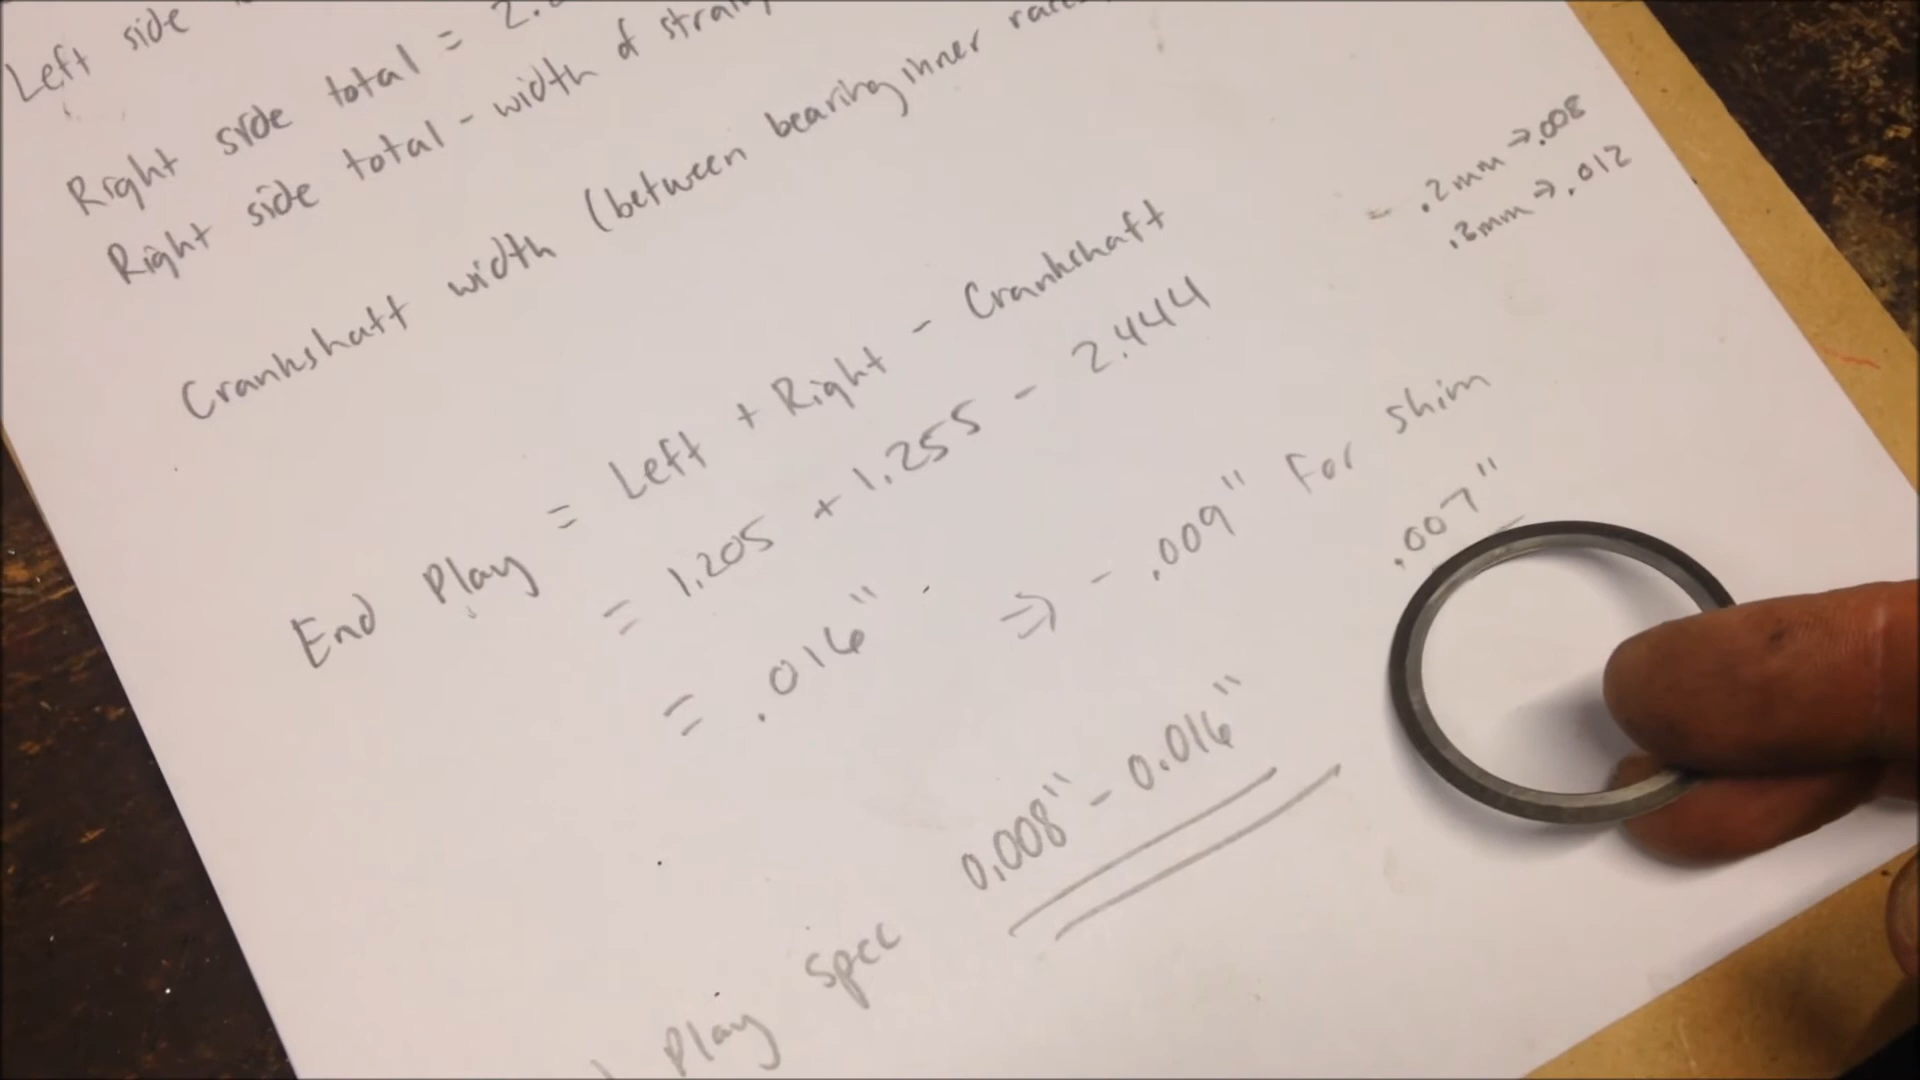 Left side
Right side total = 2.
Right side total - width of
Crankshaft width (between bearing inner
- .2mm → .008
.3mm → .012
End Play = Left + Right - Crankshaft
= 1.205 + 1.255 - 2.444
= .016" ⇒ - .009" For shim
.007"
Play spec 0.008" - 0.016"